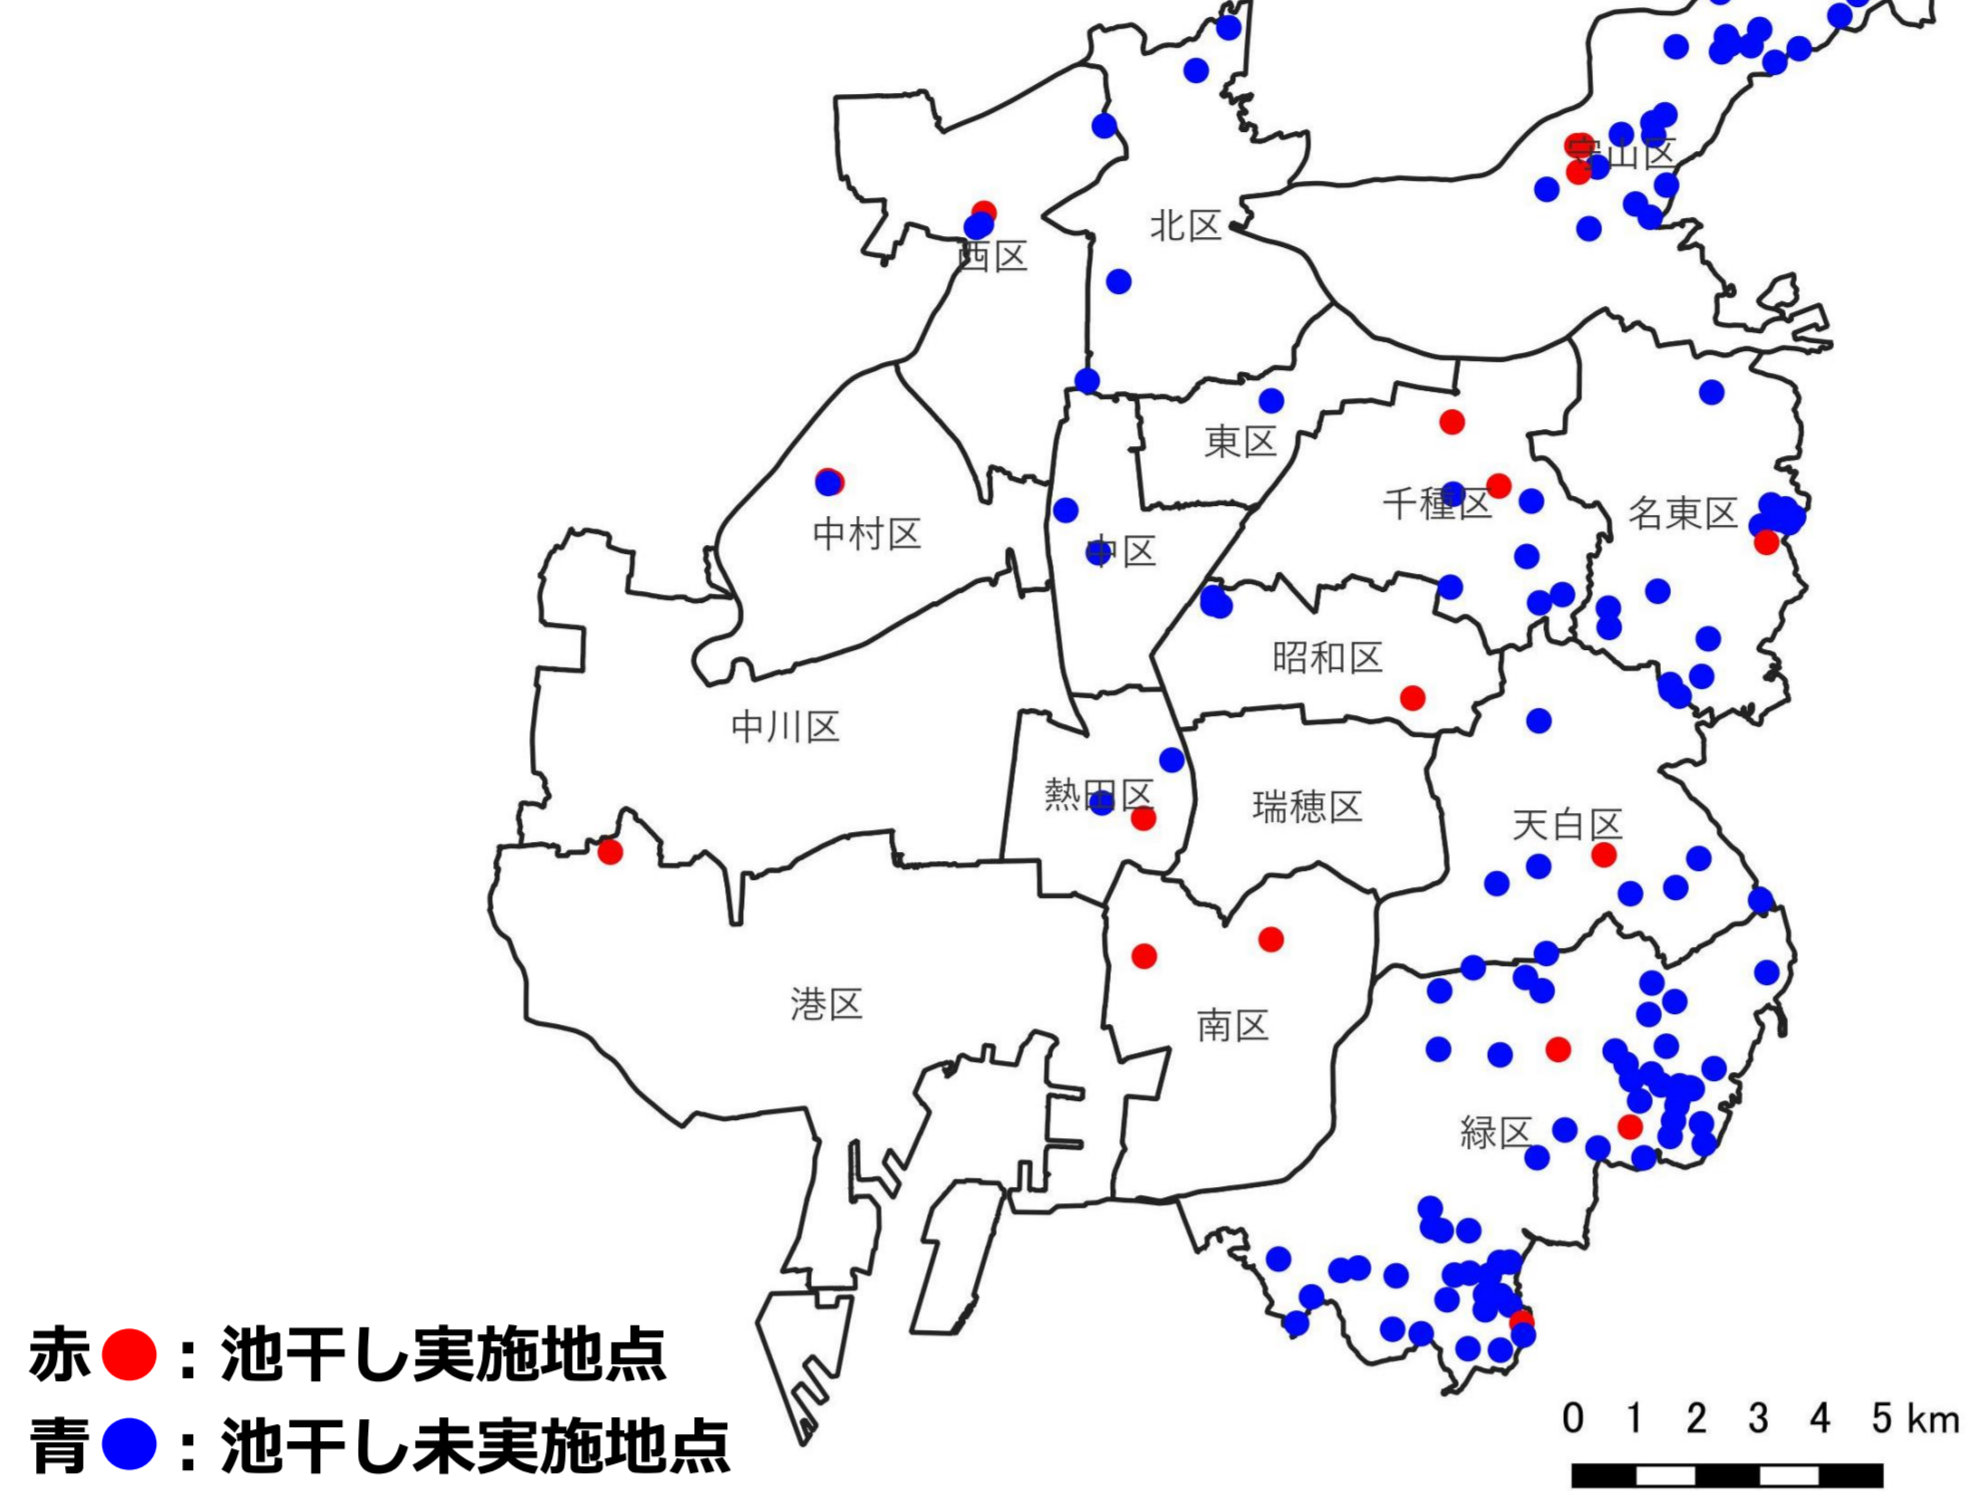 守山区
北区
西区
東区
千種区
名東区
中村区
中区
昭和区
中川区
熱田区
瑞穂区
天白区
港区
南区
緑区
赤●：池干し実施地点
青●：池干し未実施地点
0 1 2 3 4 5 km